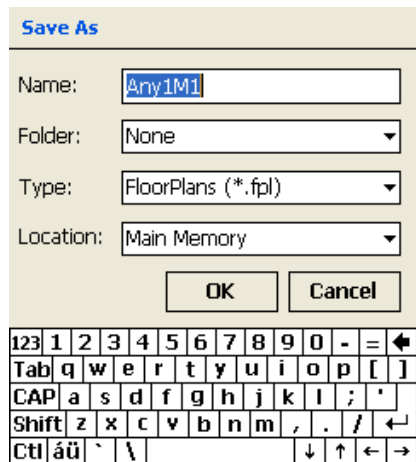 Save As
Name: Any1M1
Folder: None
Type: FloorPlans (*.fpl)
Location: Main Memory
OK Cancel
123 1 2 3 4 5 6 7 8 9 0 - = 🡸
Tab q w e r t y u i o p [ ]
CAP a s d f g h j k l ; '
Shift z x c v b n m , . / ↵
Ctl áü ` \ ↓ ↑ ← →